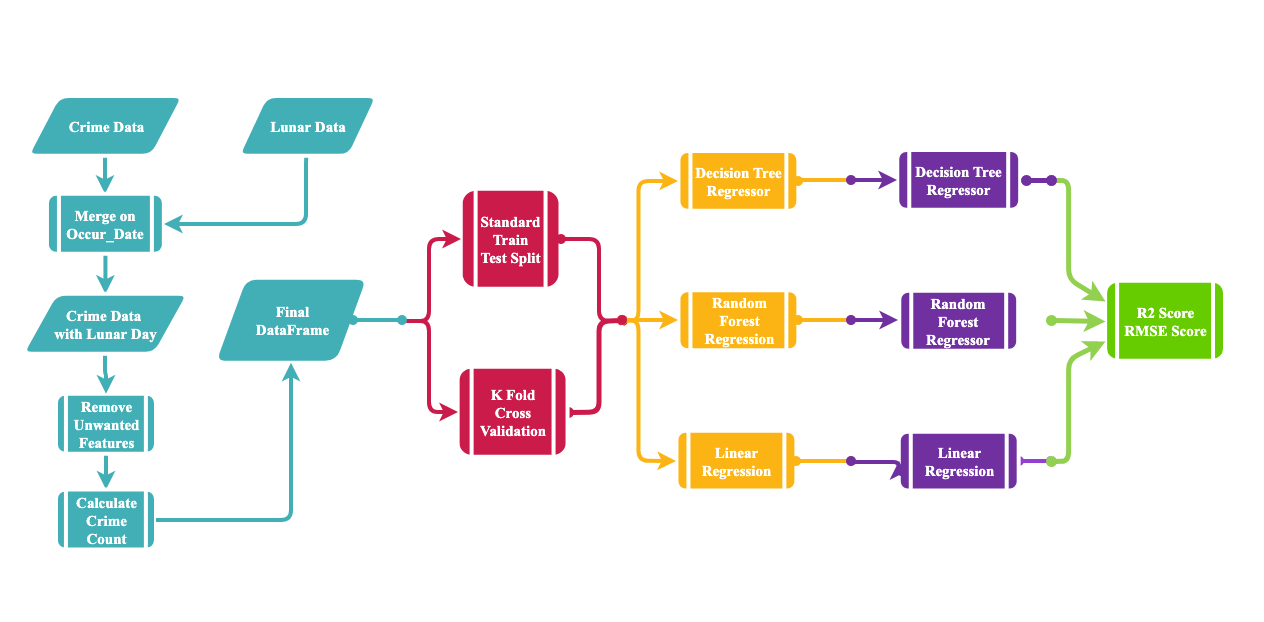 Crime Data
Lunar Data
Merge on
Occur_Date
Crime Data
with Lunar Day
Remove
Unwanted
Features
Calculate
Crime
Count
Final
DataFrame
Standard
Train
Test Split
K Fold
Cross
Validation
Decision Tree
Regressor
Random
Forest
Regression
Linear
Regression
Decision Tree
Regressor
Random
Forest
Regressor
Linear
Regression
R2 Score
RMSE Score